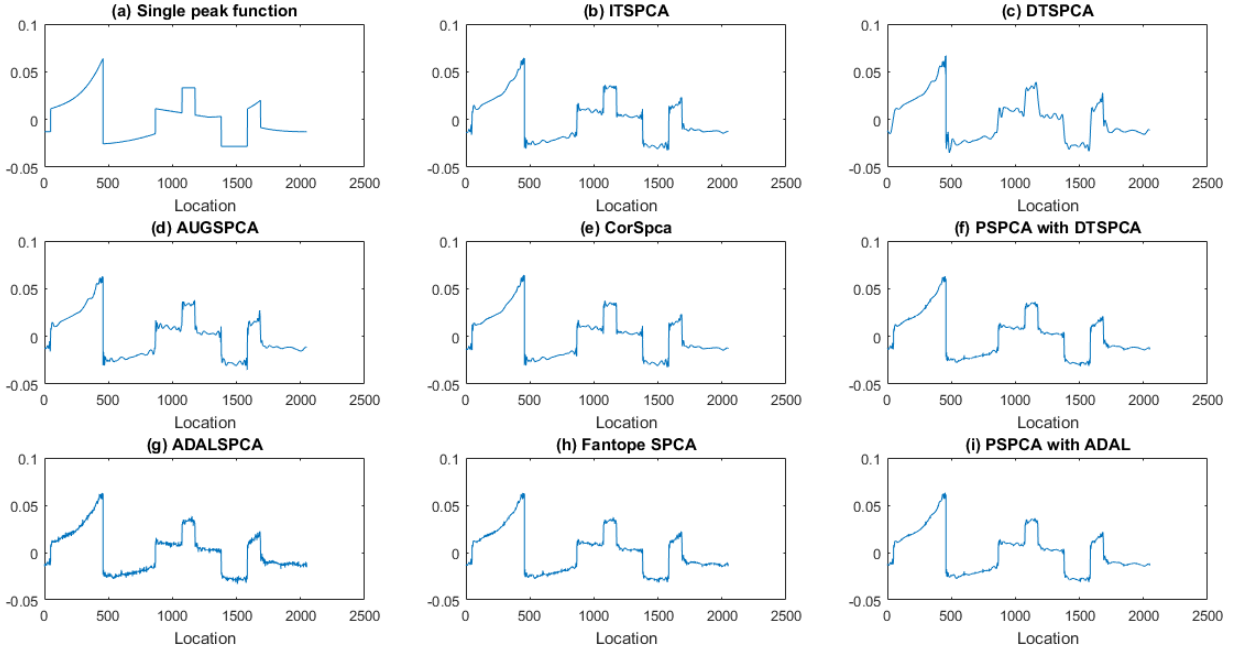 (a) Single peak function
(b) ITSPCA
(c) DTSPCA
0.1 0.05 0 -0.05
0 500 1000 1500 2000 2500
Location
0.1 0.05 0 -0.05
0 500 1000 1500 2000 2500
Location
0.1 0.05 0 -0.05
0 500 1000 1500 2000 2500
Location
(d) AUGSPCA
(e) CorSpca
(f) PSPCA with DTSPCA
0.1 0.05 0 -0.05
0 500 1000 1500 2000 2500
Location
0.1 0.05 0 -0.05
0 500 1000 1500 2000 2500
Location
0.1 0.05 0 -0.05
0 500 1000 1500 2000 2500
Location
(g) ADALSPCA
(h) Fantope SPCA
(i) PSPCA with ADAL
0.1 0.05 0 -0.05
0 500 1000 1500 2000 2500
Location
0.1 0.05 0 -0.05
0 500 1000 1500 2000 2500
Location
0.1 0.05 0 -0.05
0 500 1000 1500 2000 2500
Location